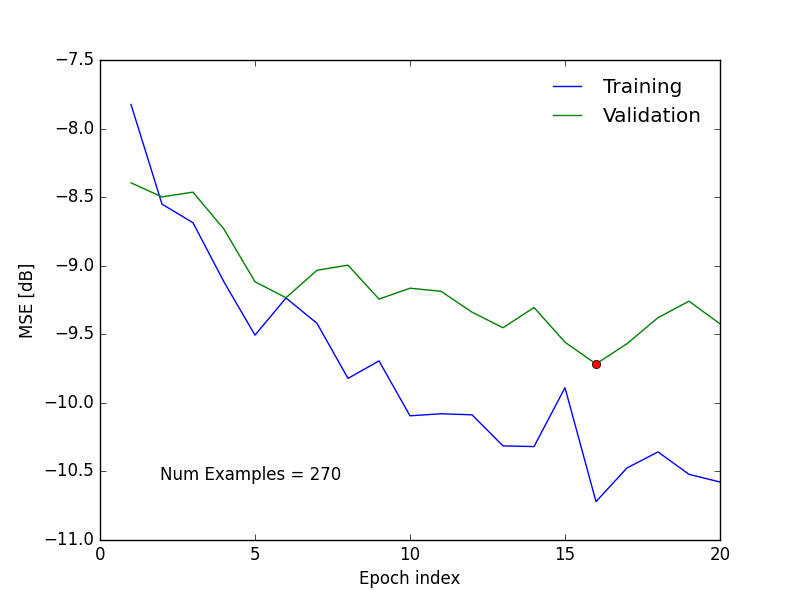 −7.5
−8.0
−8.5
−9.0
−9.5
−10.0
−10.5
−11.0
MSE [dB]
Training
Validation
Num Examples = 270
0 5 10 15 20
Epoch index